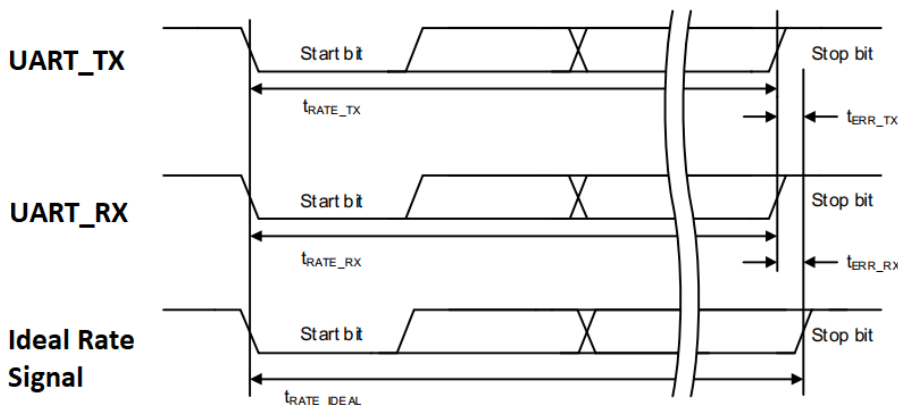 UART_TX
Start bit
Stop bit
tRATE_TX
tERR_TX
UART_RX
Start bit
Stop bit
tRATE_RX
tERR_RX
Ideal Rate
Signal
Start bit
Stop bit
tRATE_IDEAL